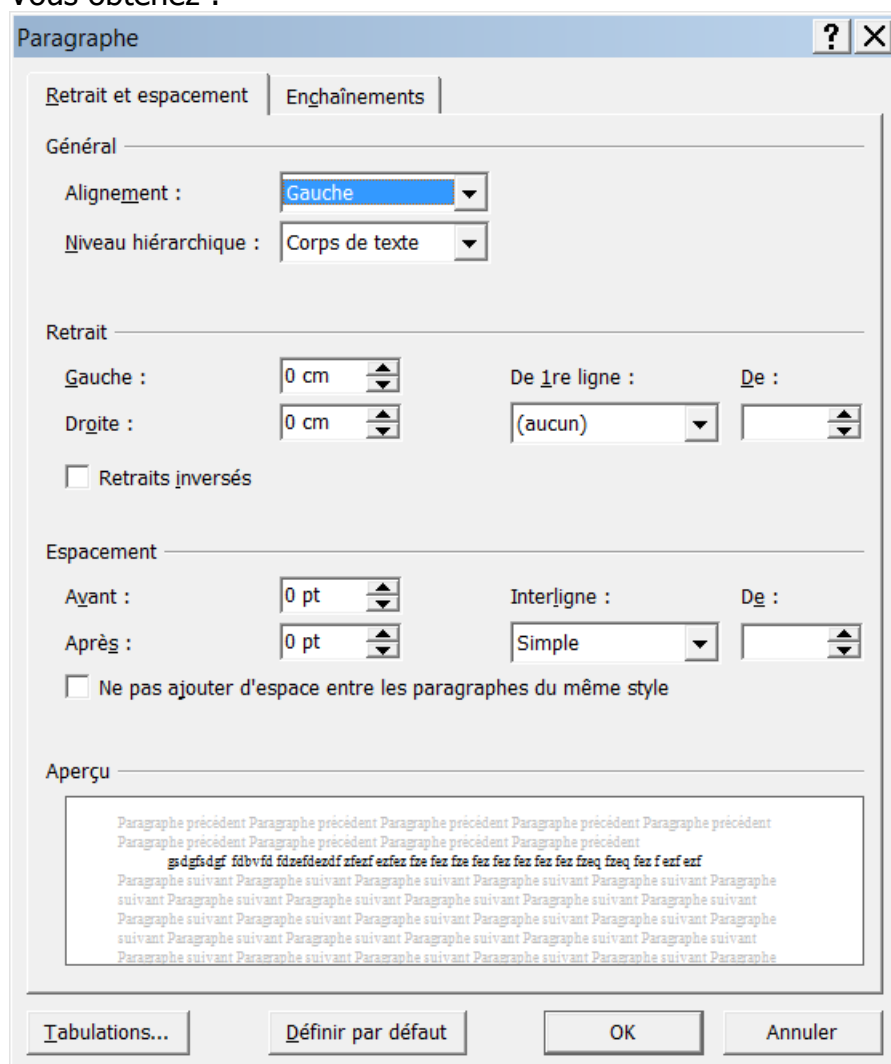 Vous obtenez :
Paragraphe
Retrait et espacement Enchaînements
Général
Alignement : Gauche
Niveau hiérarchique : Corps de texte
Retrait
Gauche : 0 cm De 1re ligne : De :
Droite : 0 cm (aucun)
Retraits inversés
Espacement
Avant : 0 pt Interligne : De :
Après : 0 pt Simple
Ne pas ajouter d'espace entre les paragraphes du même style
Aperçu
Paragraphe précédent Paragraphe précédent Paragraphe précédent Paragraphe précédent Paragraphe précédent
Paragraphe précédent Paragraphe précédent Paragraphe précédent Paragraphe précédent
gsdgfsdgf fdbvfd fdzefdezdf zfezf ezfez fze fez fze fez fez fez fez fez fzeq fzeq fez f ezf ezf
Paragraphe suivant Paragraphe suivant Paragraphe suivant Paragraphe suivant Paragraphe suivant Paragraphe
suivant Paragraphe suivant Paragraphe suivant Paragraphe suivant Paragraphe suivant Paragraphe suivant
Paragraphe suivant Paragraphe suivant Paragraphe suivant Paragraphe suivant Paragraphe suivant Paragraphe
suivant Paragraphe suivant Paragraphe suivant Paragraphe suivant Paragraphe suivant Paragraphe suivant
Paragraphe suivant Paragraphe suivant Paragraphe suivant Paragraphe suivant Paragraphe suivant Paragraphe
Tabulations... Définir par défaut OK Annuler